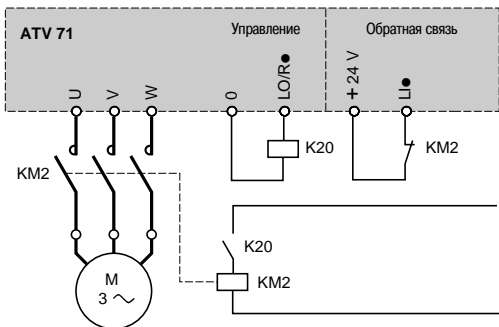 ATV 71
Управление
Обратная связь
U
V
W
0
LO/R●
+ 24 V
LI●
K20
KM2
KM2
K20
KM2
M
3 ~